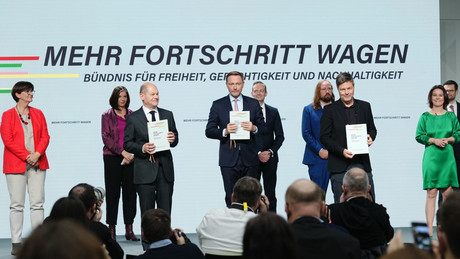 MEHR FORTSCHRITT WAGEN
BÜNDNIS FÜR FREIHEIT, GERECHTIGKEIT UND NACHHALTIGKEIT